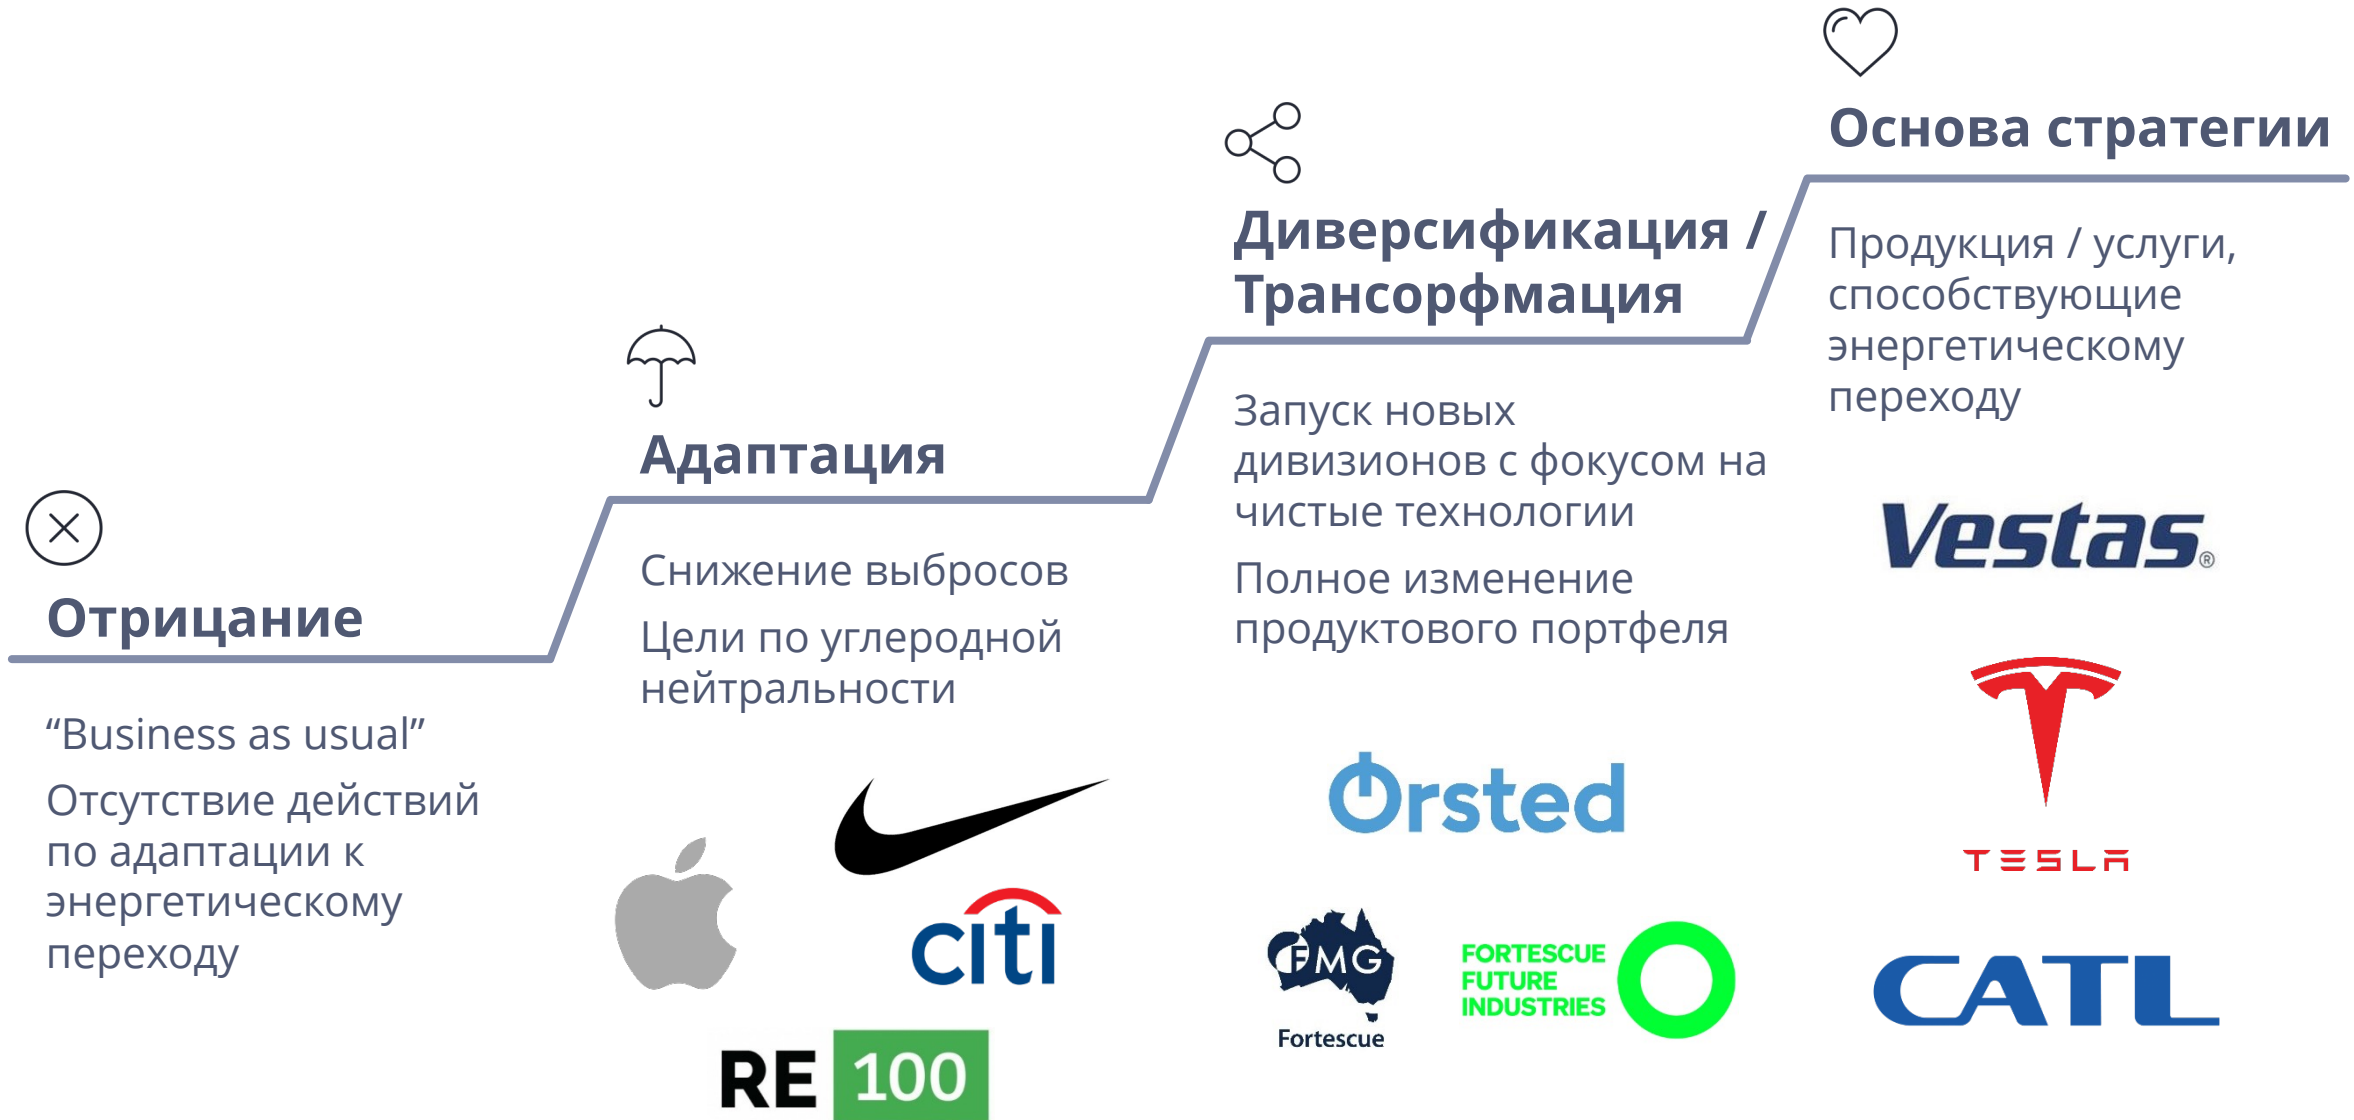 Отрицание
“Business as usual”
Отсутствие действий
по адаптации к
энергетическому
переходу
Адаптация
Снижение выбросов
Цели по углеродной
нейтральности
citi
RE 100
Диверсификация /
Трансорфмация
Запуск новых
дивизионов с фокусом на
чистые технологии
Полное изменение
продуктового портфеля
Orsted
FMG
Fortescue
FORTESCUE
FUTURE
INDUSTRIES
Основа стратегии
Продукция / услуги,
способствующие
энергетическому
переходу
Vestas®
TESLA
CATL